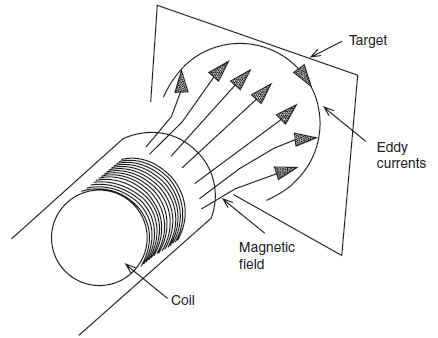 Target
Eddy
currents
Magnetic
field
Coil